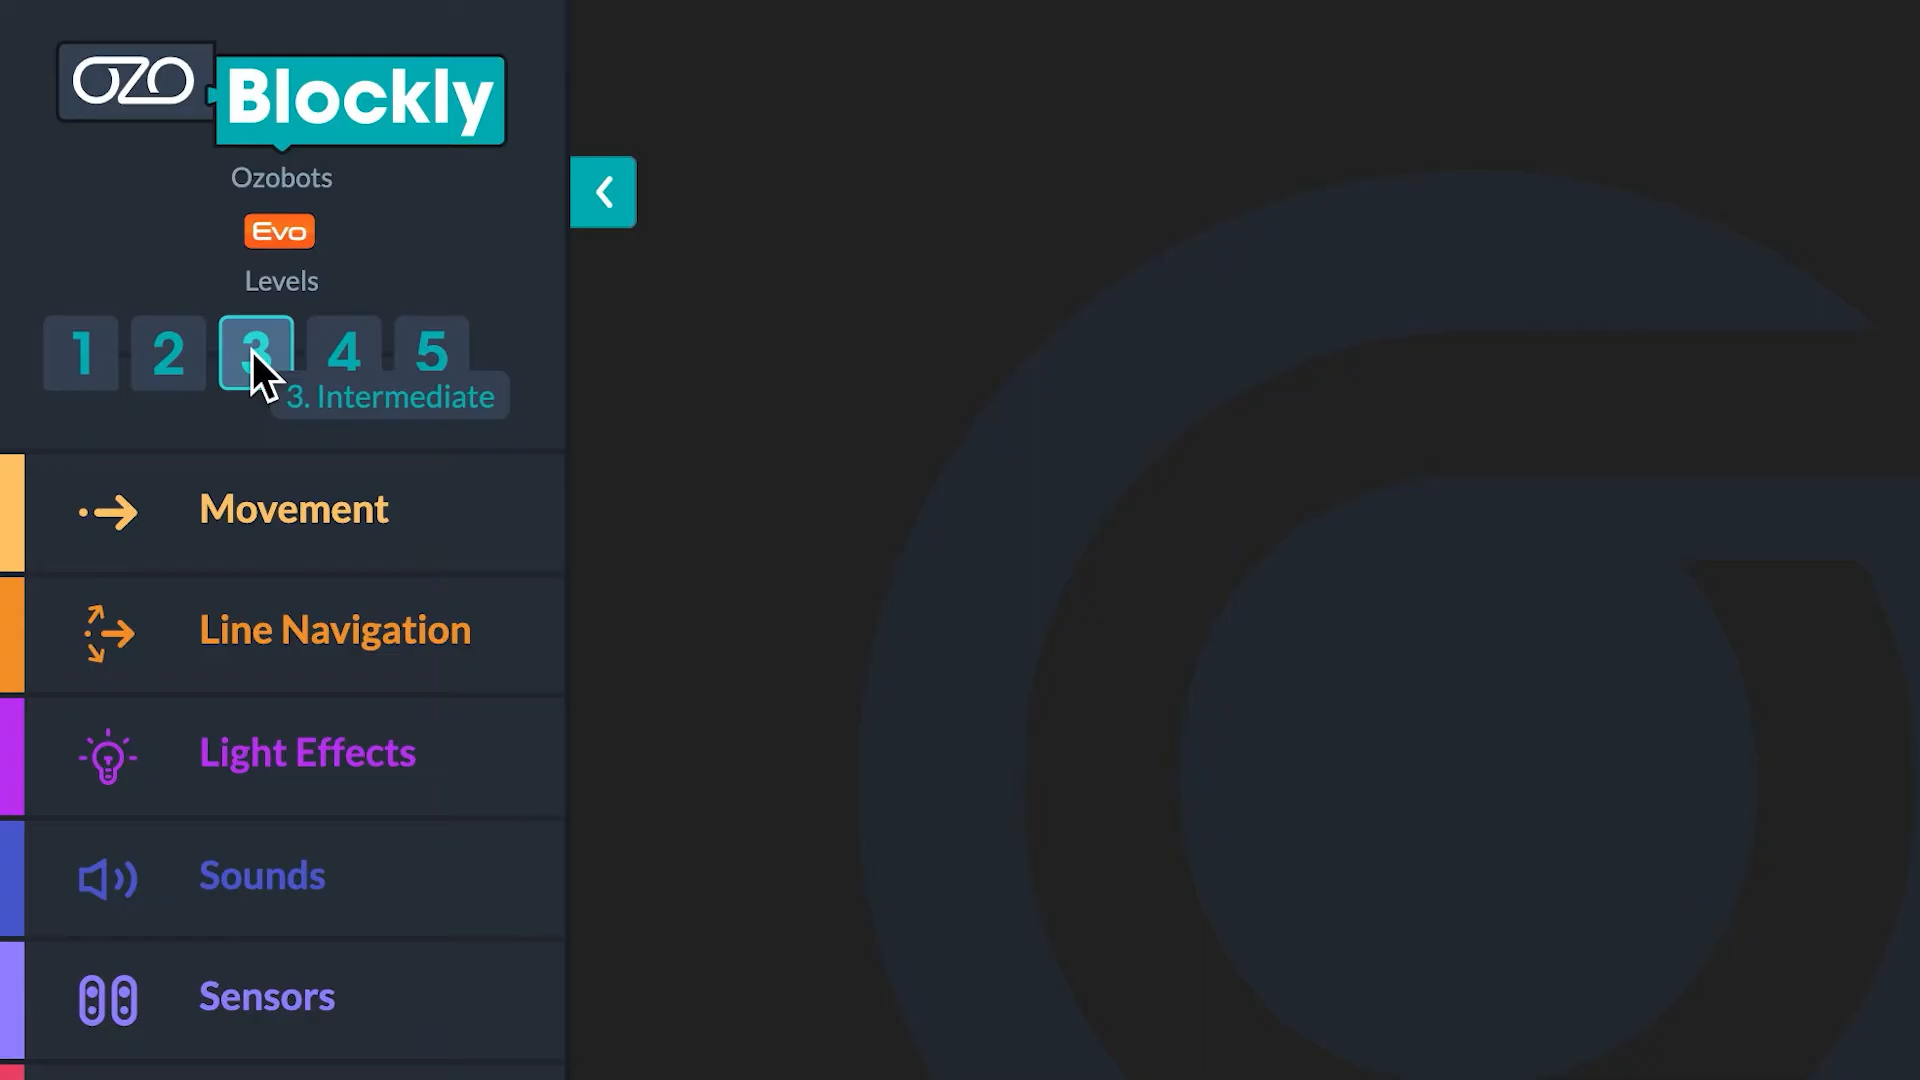 OZO Blockly
Ozobots
Evo
Levels
1 2 3 4 5
3. Intermediate
Movement
Line Navigation
Light Effects
Sounds
Sensors